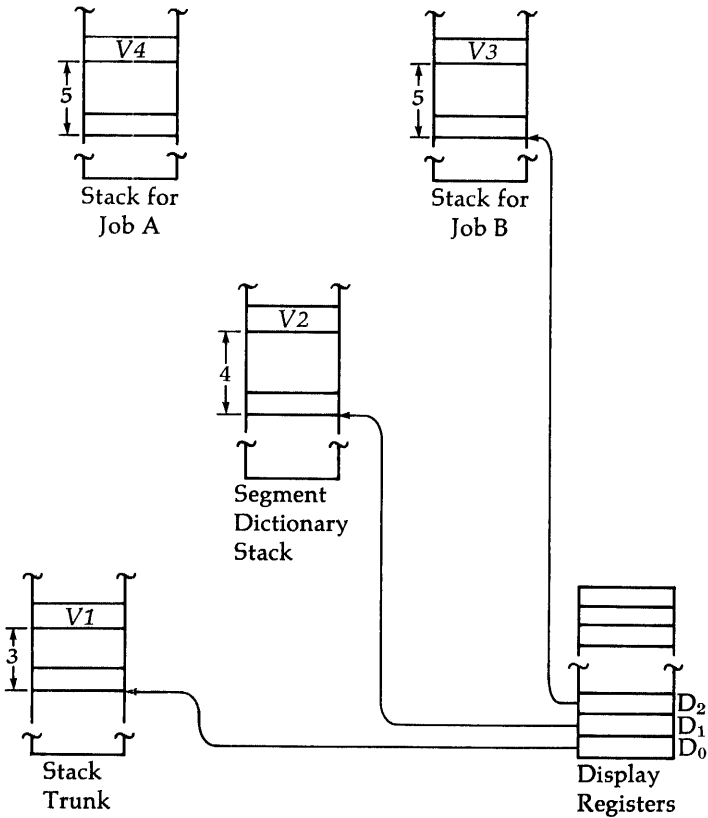 V4
5
Stack for
Job A
V3
5
Stack for
Job B
V2
4
Segment
Dictionary
Stack
V1
3
Stack
Trunk
D₂
D₁
D₀
Display
Registers